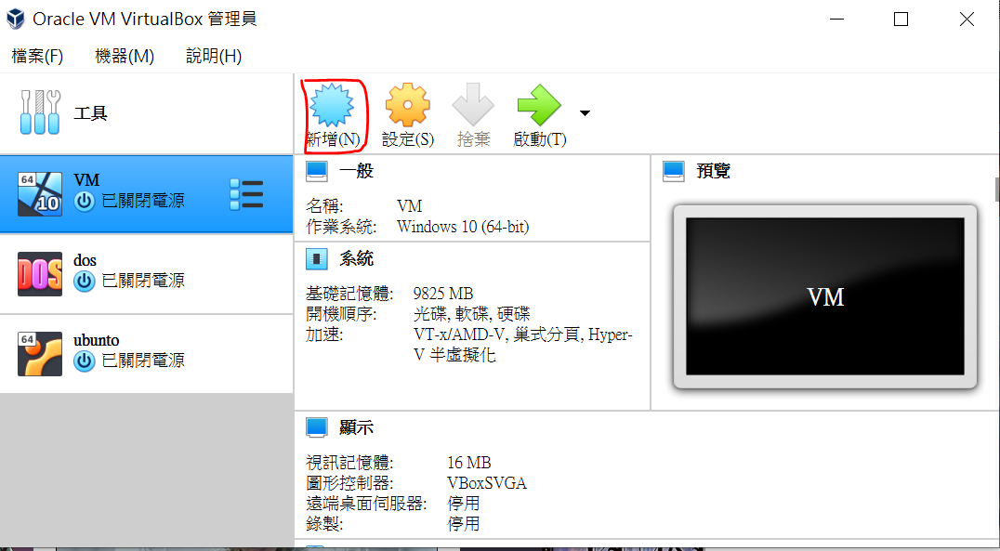 Oracle VM VirtualBox 管理員
檔案(F) 機器(M) 說明(H)
工具
新增(N) 設定(S) 捨棄 啟動(T)
64
10
VM
已關閉電源
DOS
dos
已關閉電源
64
ubunto
已關閉電源
一般
名稱: VM
作業系統: Windows 10 (64-bit)
系統
基礎記憶體: 9825 MB
開機順序: 光碟, 軟碟, 硬碟
加速: VT-x/AMD-V, 巢式分頁, Hyper-
V 半虛擬化
預覽
VM
顯示
視訊記憶體: 16 MB
圖形控制器: VBoxSVGA
遠端桌面伺服器: 停用
錄製: 停用